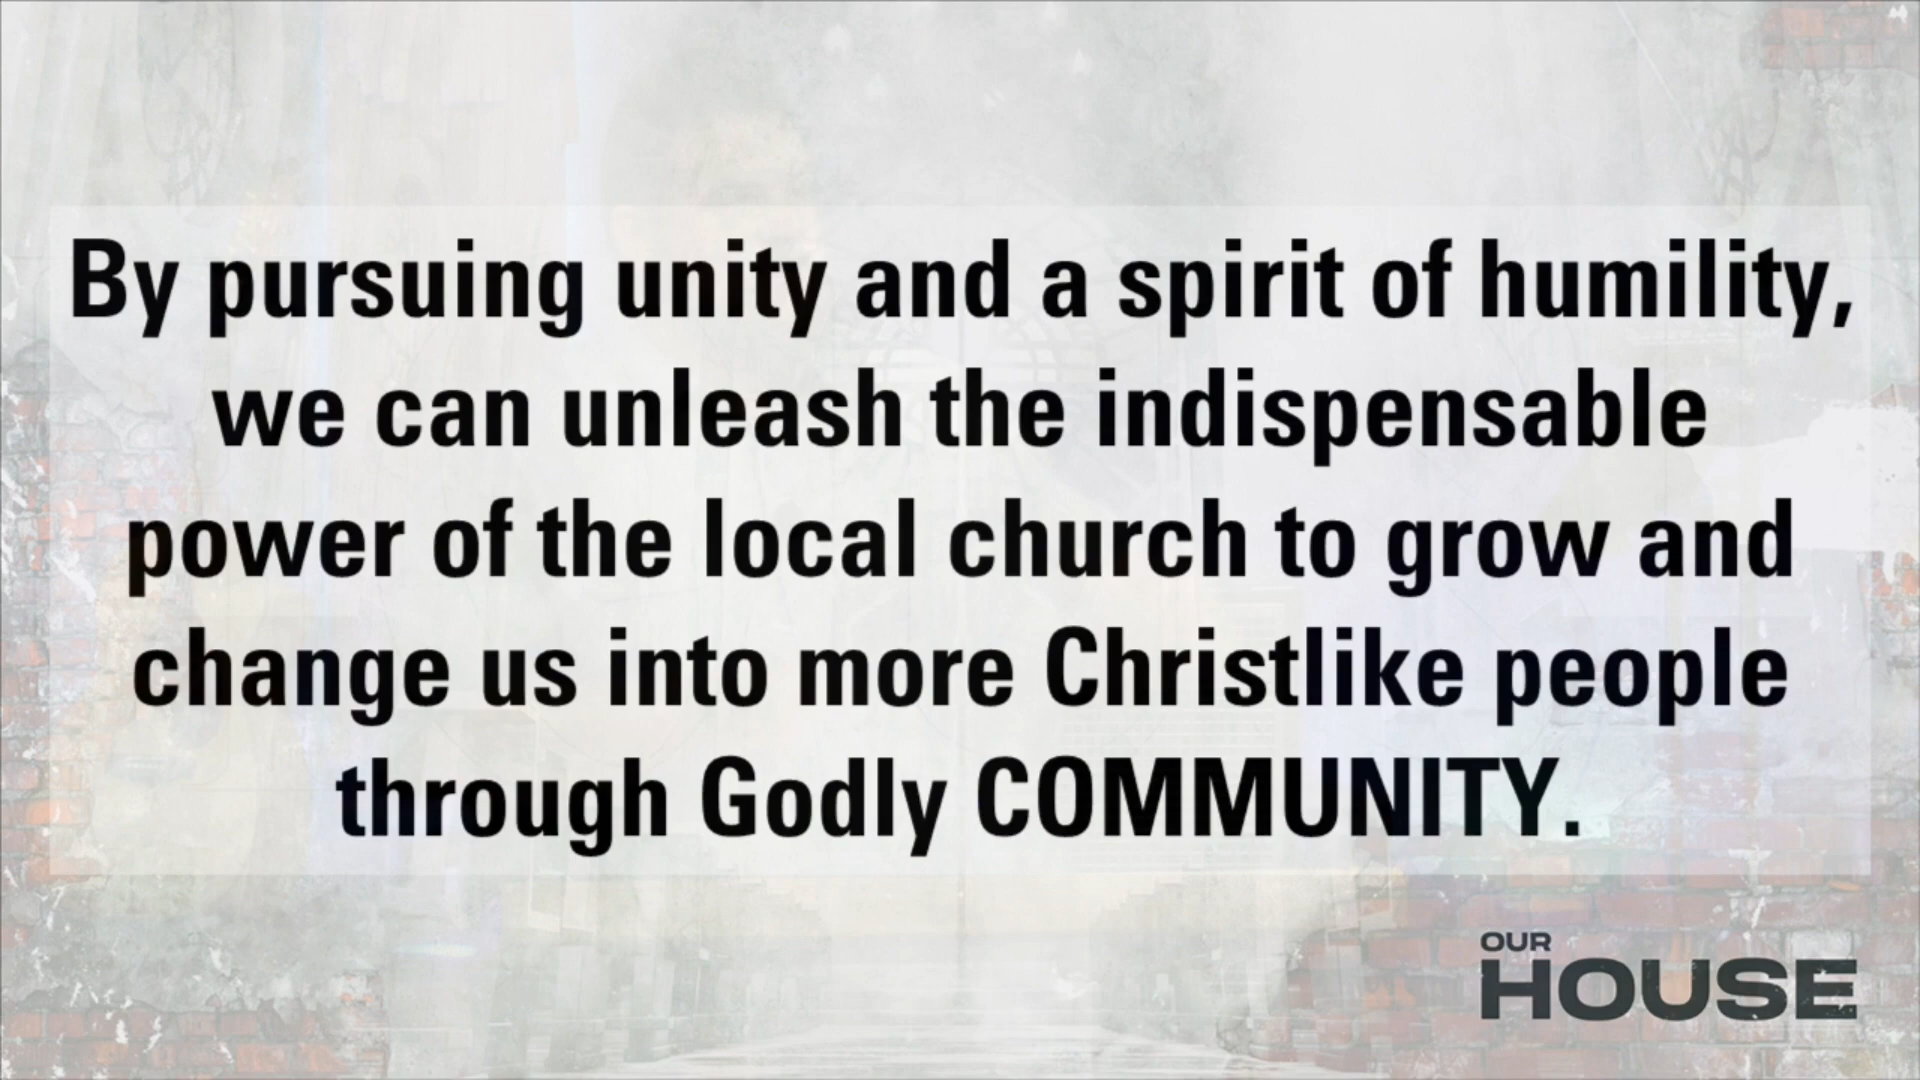 By pursuing unity and a spirit of humility,
we can unleash the indispensable
power of the local church to grow and
change us into more Christlike people
through Godly COMMUNITY.
OUR
HOUSE